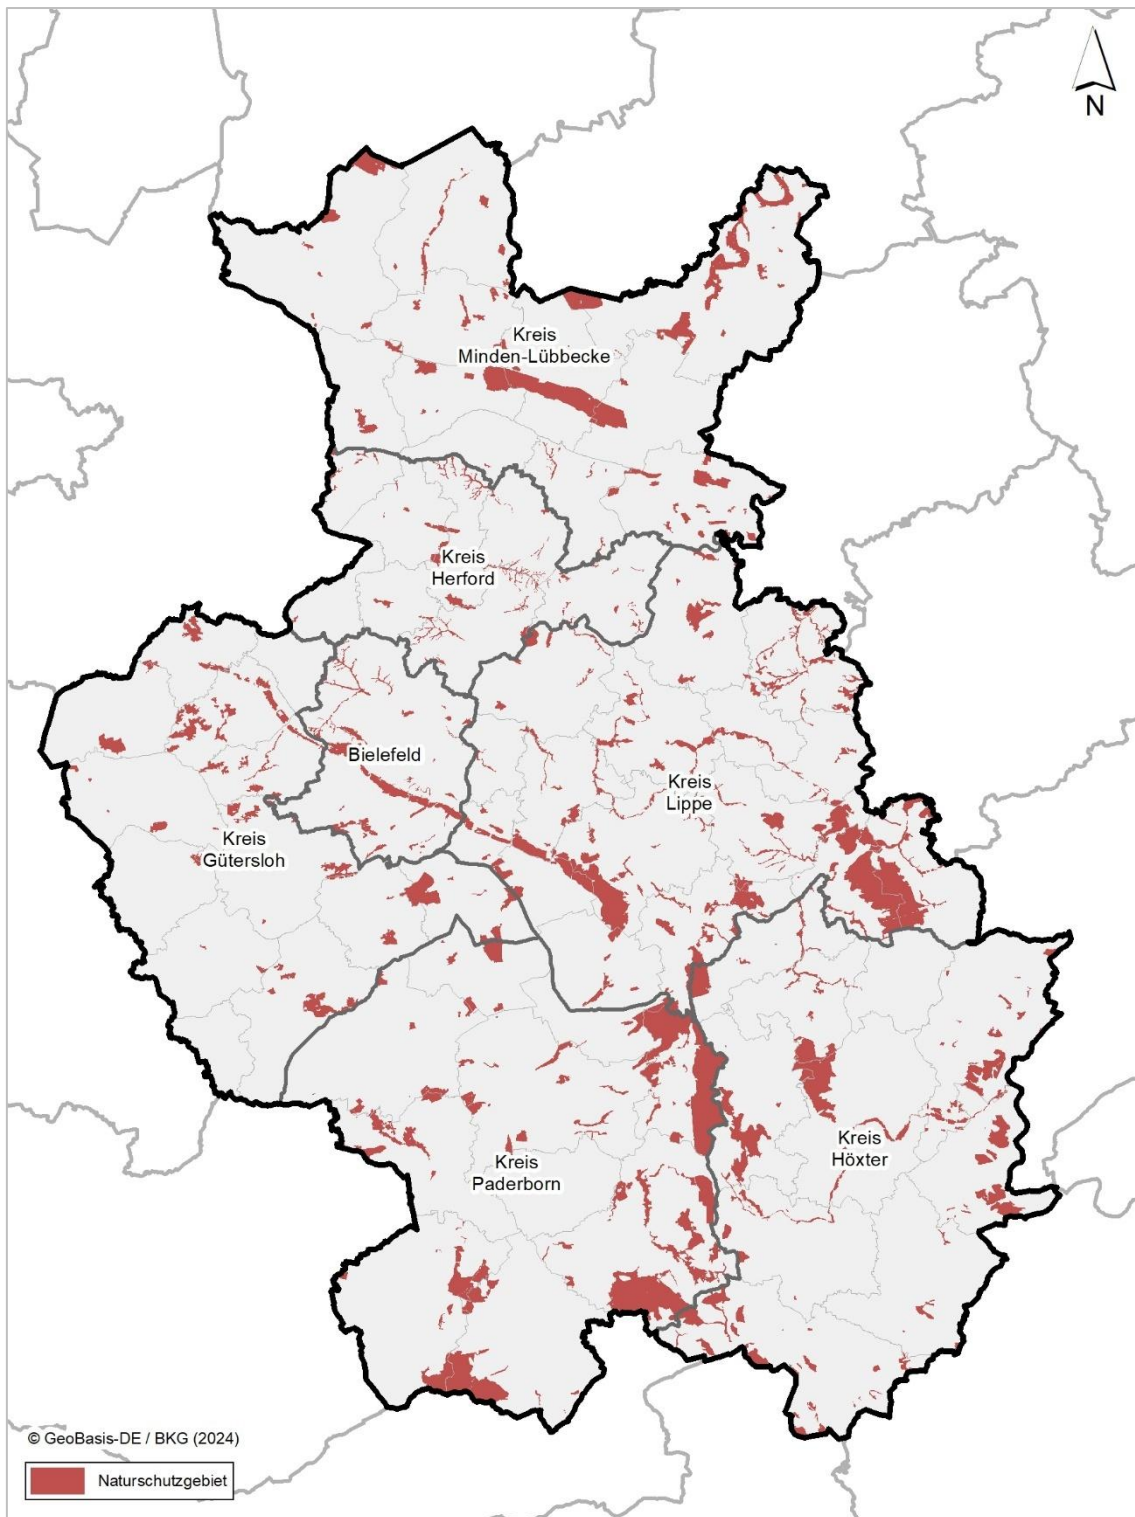 N
Kreis
Minden-Lübbecke
Kreis
Herford
Bielefeld
Kreis
Lippe
Kreis
Gütersloh
Kreis
Höxter
Kreis
Paderborn
© GeoBasis-DE / BKG (2024)
Naturschutzgebiet